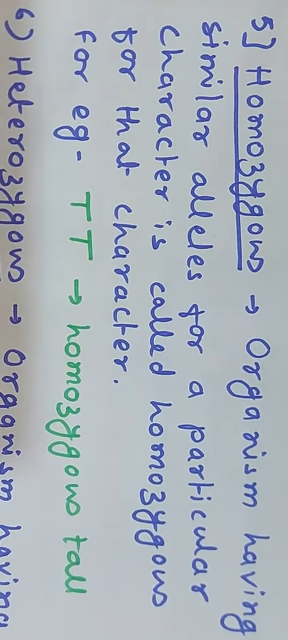 5] Homozygous → Organism having
similar alleles for a particular
character is called homozygous
for that character.
For eg- TT → homozygous tall
6) Heterozygous → Organism having